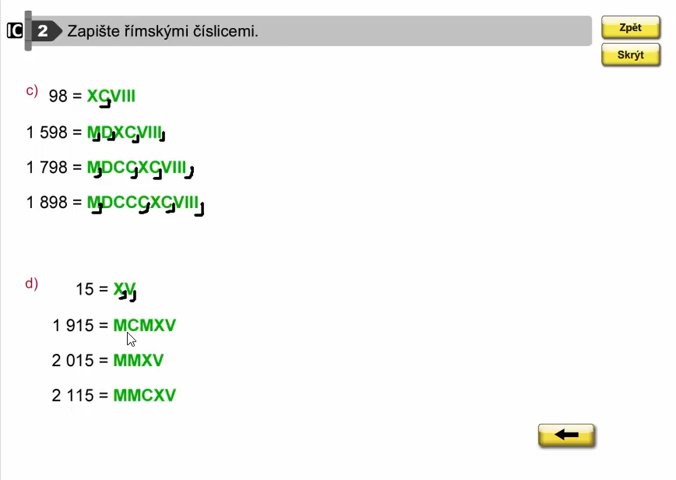 IC 2 Zapište římskými číslicemi.
Zpět
Skrýt
c) 98 = XCVIII
1 598 = MDXCVIII
1 798 = MDCCXCVIII
1 898 = MDCCCXCVIII
d) 15 = XV
1 915 = MCMXV
2 015 = MMXV
2 115 = MMCXV